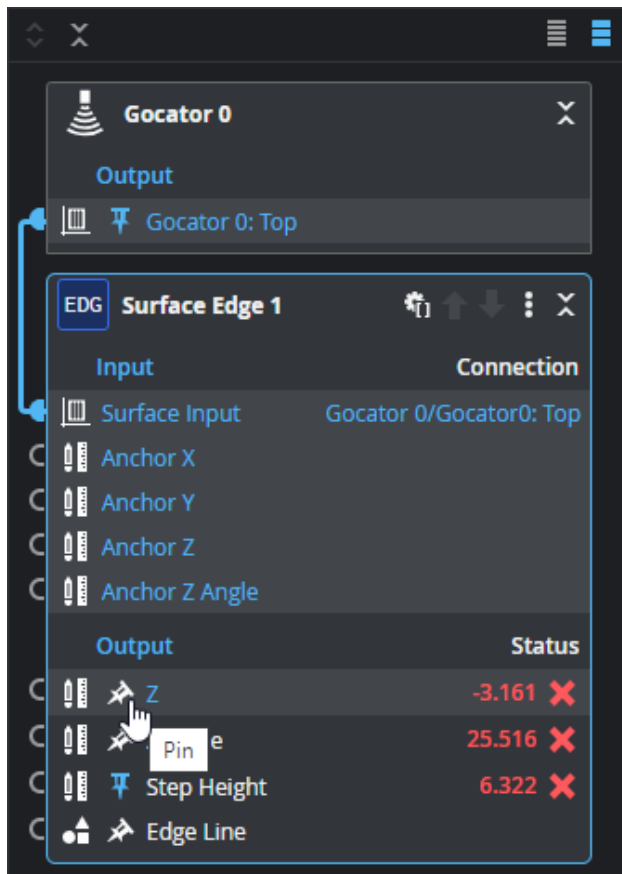 Gocator 0
Output
Gocator 0: Top
EDG Surface Edge 1
Input Connection
Surface Input Gocator 0/Gocator0: Top
Anchor X
Anchor Y
Anchor Z
Anchor Z Angle
Output Status
Z -3.161
e 25.516
Pin
Step Height 6.322
Edge Line